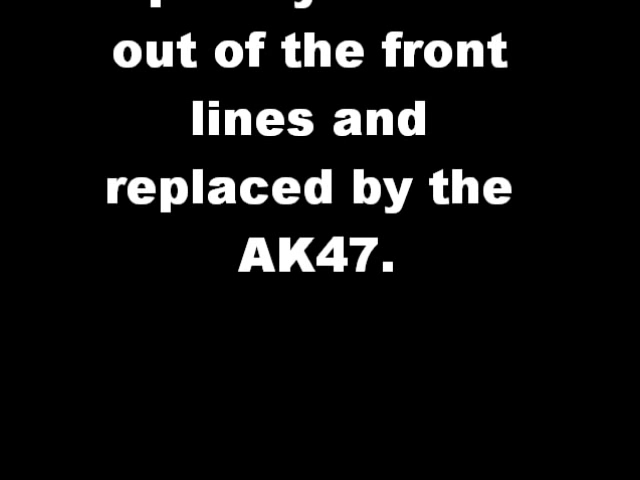 out of the front
lines and
replaced by the
AK47.